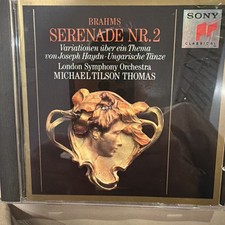 BRAHMS
SERENADE NR.2
Variationen über ein Thema
von Joseph Haydn · Ungarische Tänze
London Symphony Orchestra
MICHAEL TILSON THOMAS
SONY
CLASSICAL